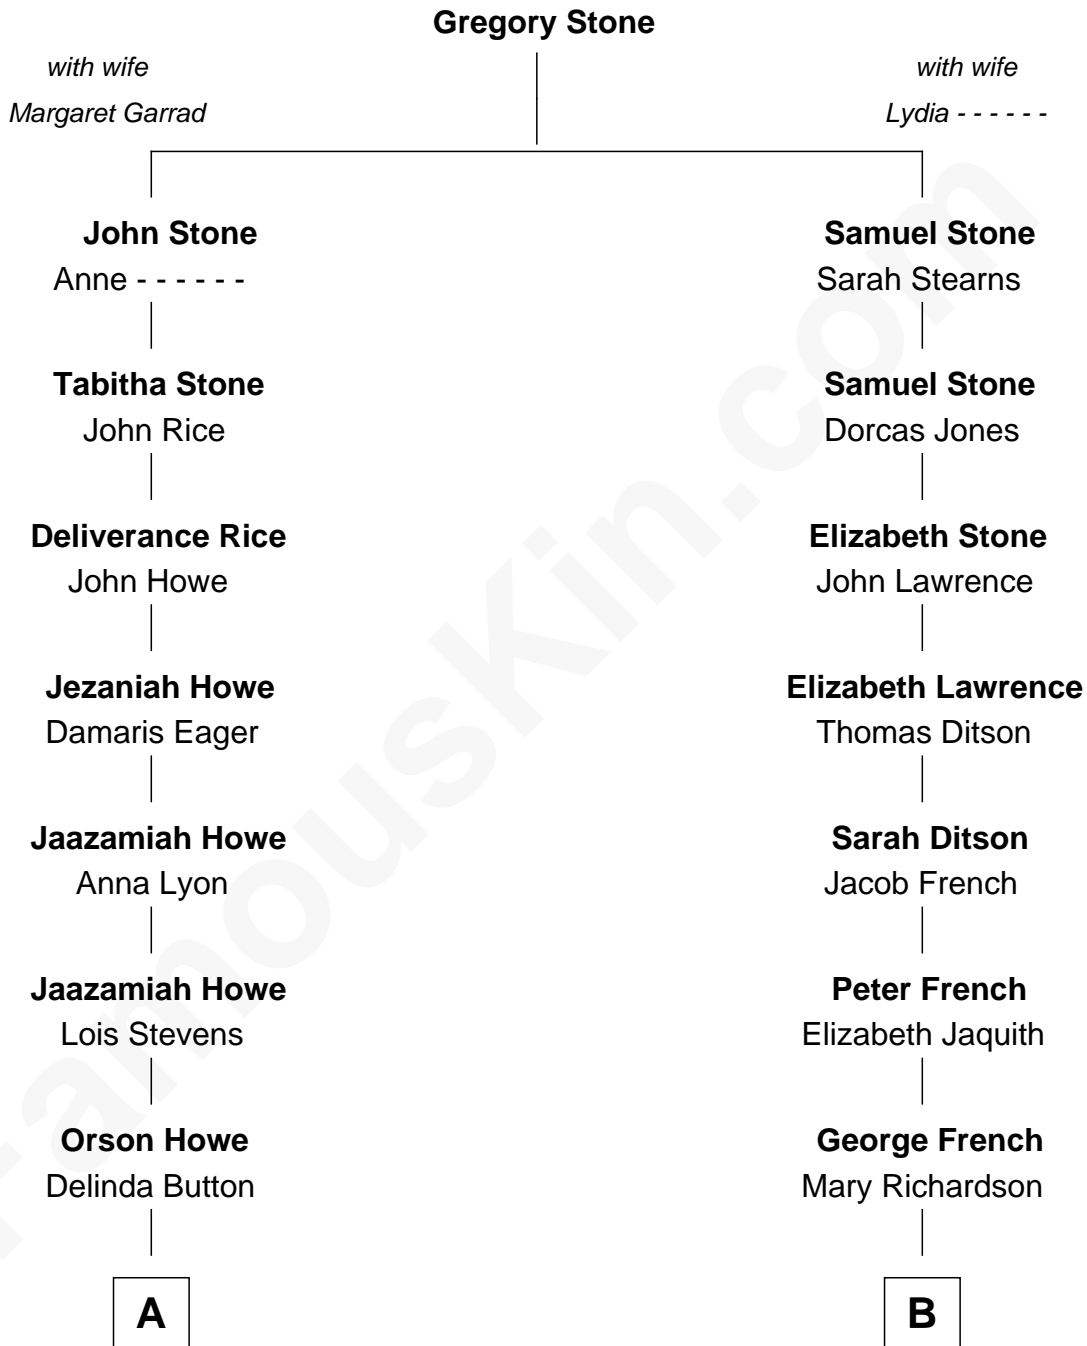 Gregory Stone
with wife
Margaret Garrad
with wife
Lydia - - - - - -
John Stone
Anne - - - - - -
Samuel Stone
Sarah Stearns
Tabitha Stone
John Rice
Samuel Stone
Dorcas Jones
Deliverance Rice
John Howe
Elizabeth Stone
John Lawrence
Jezaniah Howe
Damaris Eager
Elizabeth Lawrence
Thomas Ditson
Jaazamiah Howe
Anna Lyon
Sarah Ditson
Jacob French
Jaazamiah Howe
Lois Stevens
Peter French
Elizabeth Jaquith
Orson Howe
Delinda Button
George French
Mary Richardson
A
B
FamousKin.com